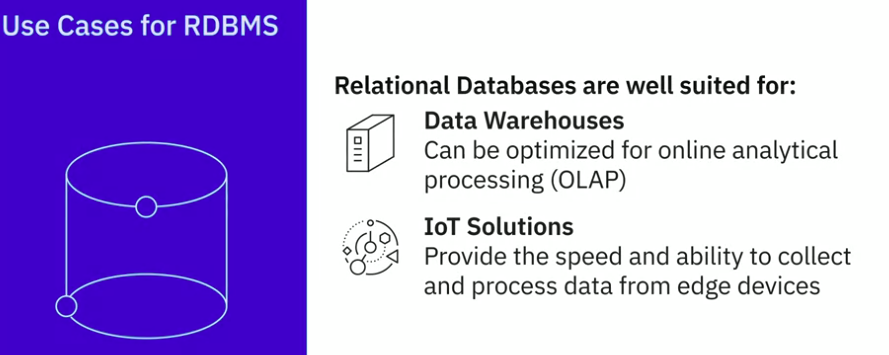 Use Cases for RDBMS
Relational Databases are well suited for:
Data Warehouses
Can be optimized for online analytical
processing (OLAP)
IoT Solutions
Provide the speed and ability to collect
and process data from edge devices